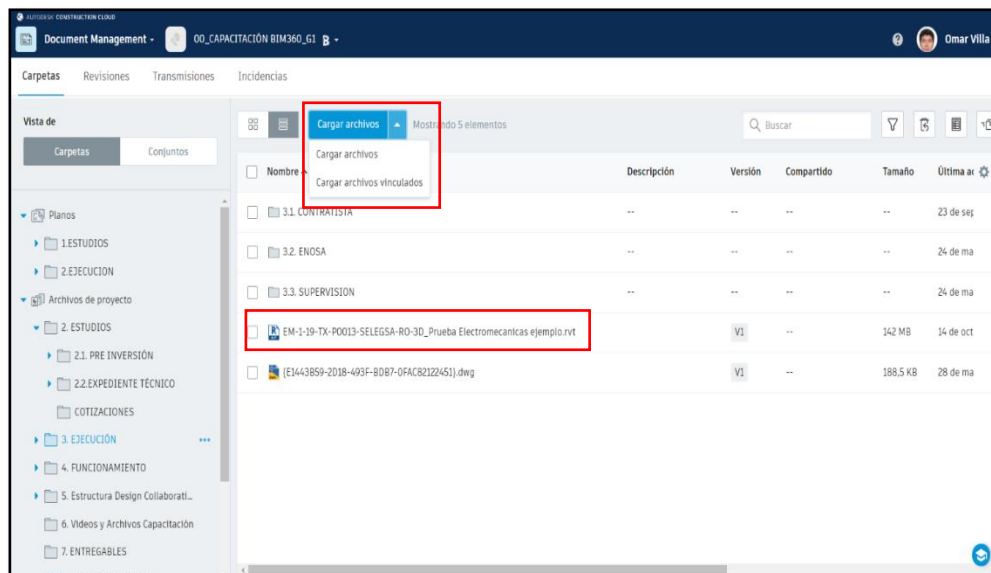 AUTODESK CONSTRUCTION CLOUD
Document Management 00_CAPACITACIÓN BIM360_G1 B Omar Villa
Carpetas Revisiones Transmisiones Incidencias
Vista de
Carpetas Conjuntos
Cargar archivos Mostrando 5 elementos Buscar
Cargar archivos
Cargar archivos vinculados
Nombre Descripción Versión Compartido Tamaño Última ac
Planos
1.ESTUDIOS
2.EJECUCION
Archivos de proyecto
2. ESTUDIOS
2.1. PRE INVERSIÓN
2.2.EXPEDIENTE TÉCNICO
COTIZACIONES
3. EJECUCIÓN
4. FUNCIONAMIENTO
5. Estructura Design Collaborati...
6. Videos y Archivos Capacitación
7. ENTREGABLES
3.1. CONTRATISTA -- -- -- -- 23 de sep
3.2. ENOSA -- -- -- -- 24 de ma
3.3. SUPERVISION -- -- -- -- 24 de ma
EM-1-19-TX-P0013-SELEGSA-RO-3D_Prueba Electromecanicas ejemplo.rvt V1 -- 142 MB 14 de oct
{E1443B59-2D18-493F-BDB7-0FAC82122451}.dwg V1 -- 188,5 KB 28 de ma